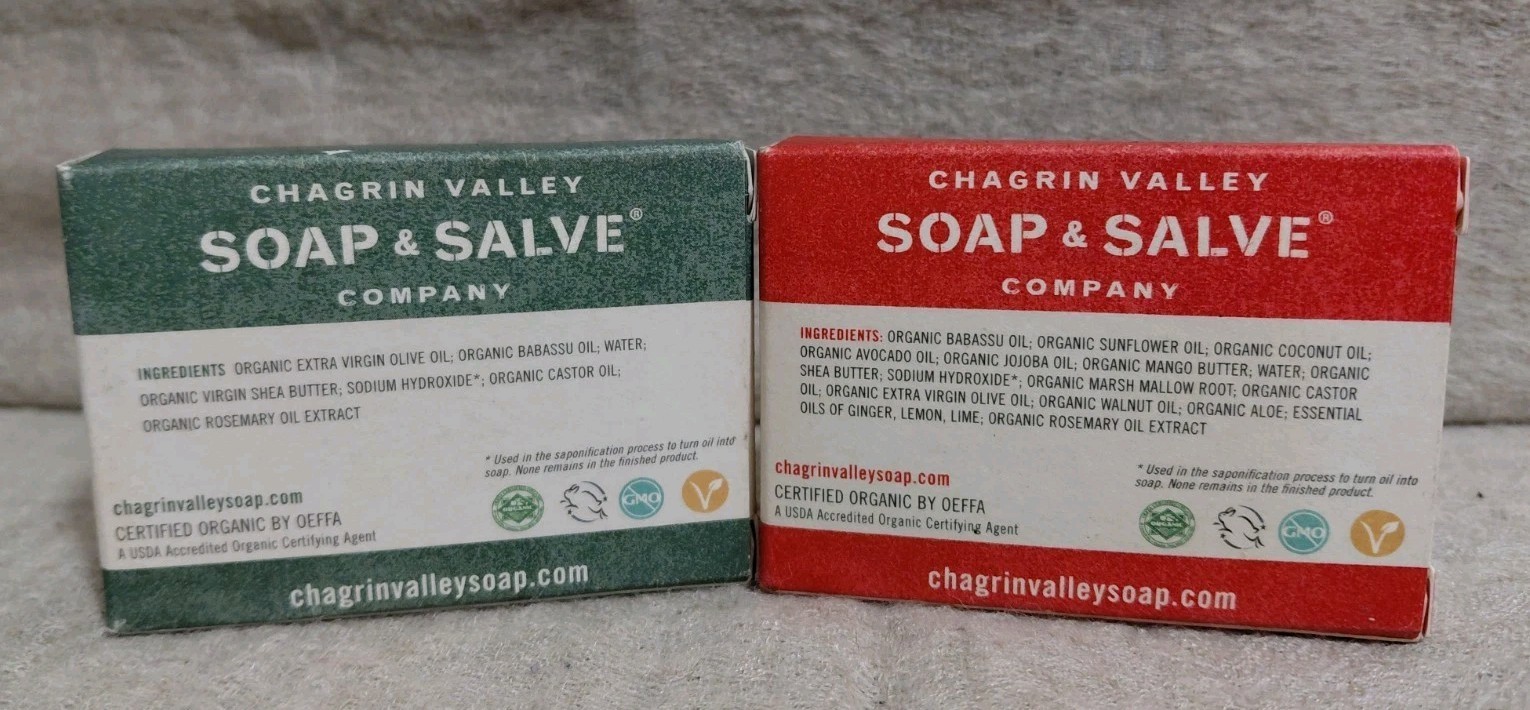 CHAGRIN VALLEY
SOAP & SALVE®
COMPANY
INGREDIENTS ORGANIC EXTRA VIRGIN OLIVE OIL; ORGANIC BABASSU OIL; WATER;
ORGANIC VIRGIN SHEA BUTTER; SODIUM HYDROXIDE*; ORGANIC CASTOR OIL;
ORGANIC ROSEMARY OIL EXTRACT
* Used in the saponification process to turn oil into
soap. None remains in the finished product.
chagrinvalleysoap.com
CERTIFIED ORGANIC BY OEFFA
A USDA Accredited Organic Certifying Agent
ORGANIC
GMO
V
chagrinvalleysoap.com
CHAGRIN VALLEY
SOAP & SALVE®
COMPANY
INGREDIENTS: ORGANIC BABASSU OIL; ORGANIC SUNFLOWER OIL; ORGANIC COCONUT OIL;
ORGANIC AVOCADO OIL; ORGANIC JOJOBA OIL; ORGANIC MANGO BUTTER; WATER; ORGANIC
SHEA BUTTER; SODIUM HYDROXIDE*; ORGANIC MARSH MALLOW ROOT; ORGANIC CASTOR
OIL; ORGANIC EXTRA VIRGIN OLIVE OIL; ORGANIC WALNUT OIL; ORGANIC ALOE; ESSENTIAL
OILS OF GINGER, LEMON, LIME; ORGANIC ROSEMARY OIL EXTRACT
* Used in the saponification process to turn oil into
soap. None remains in the finished product.
chagrinvalleysoap.com
CERTIFIED ORGANIC BY OEFFA
A USDA Accredited Organic Certifying Agent
ORGANIC
GMO
V
chagrinvalleysoap.com